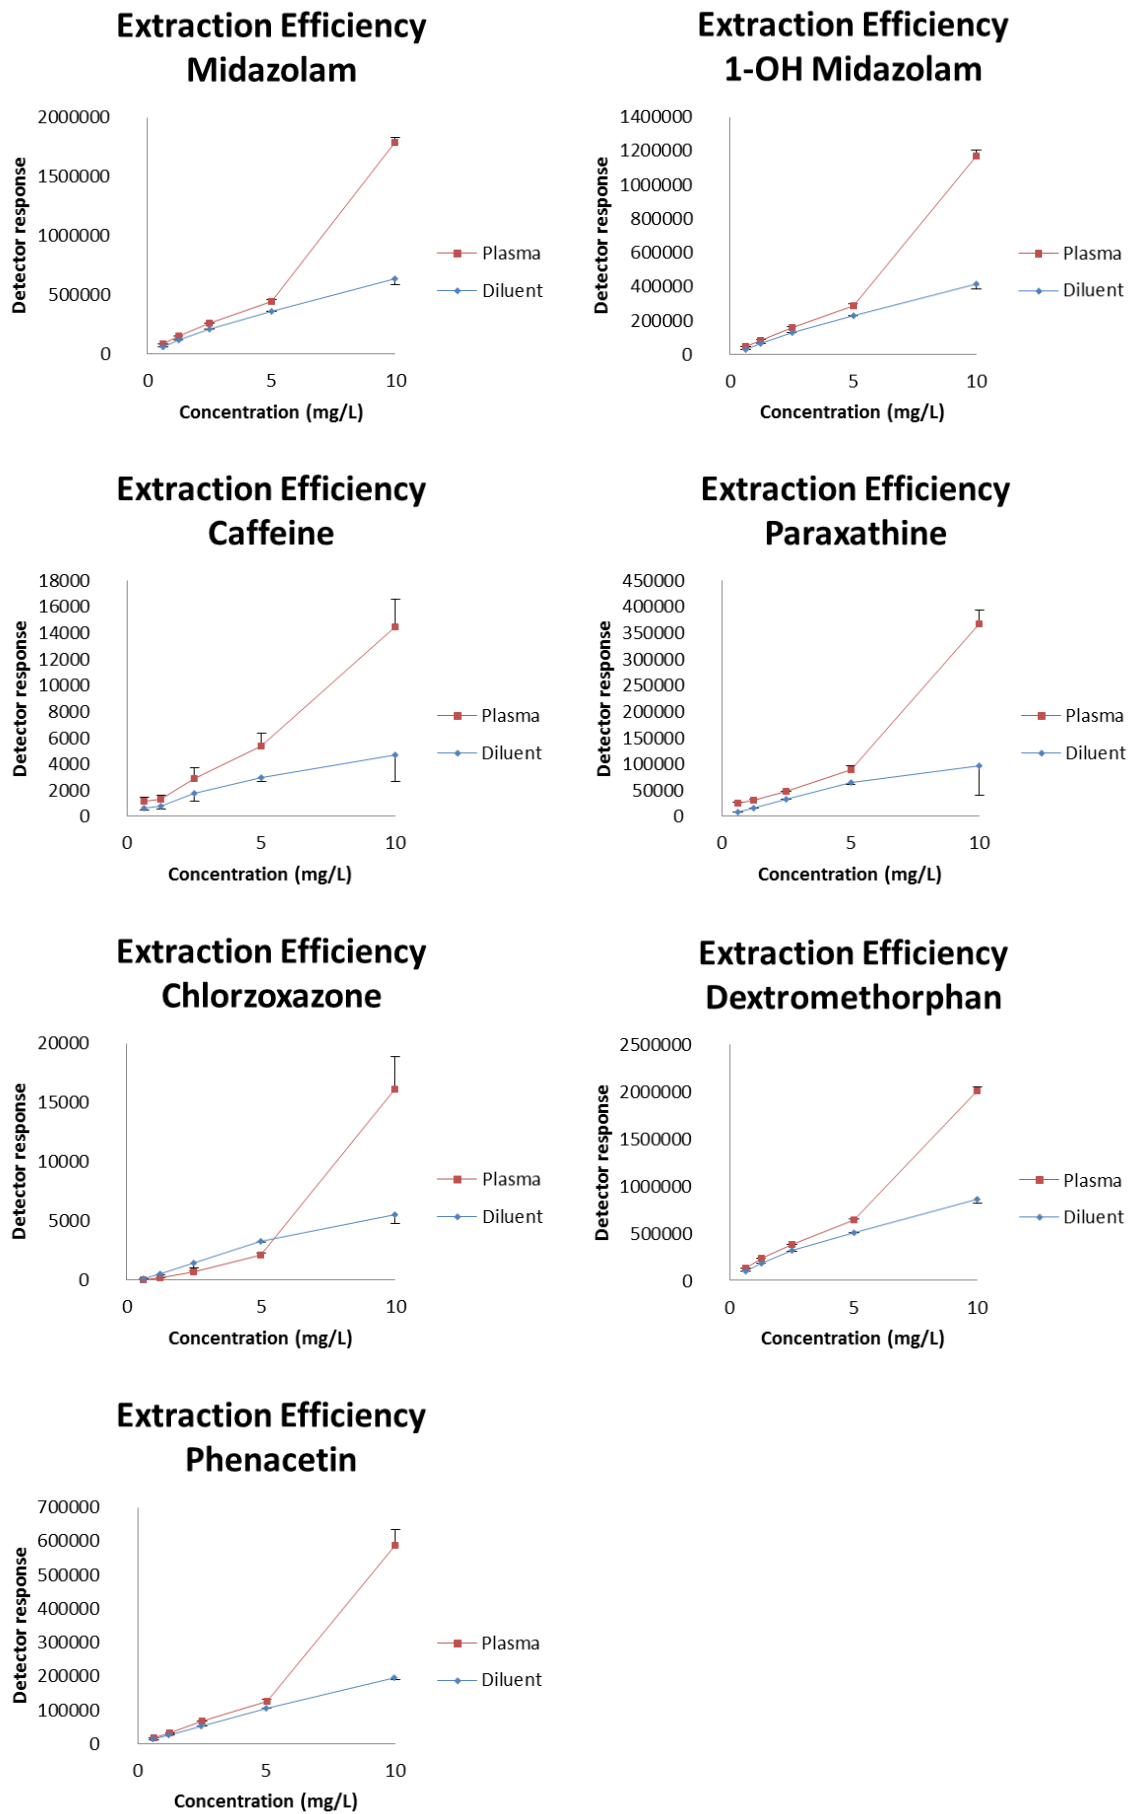 Extraction Efficiency
Midazolam
2000000
1500000
1000000
500000
0
Detector response
0 5 10
Concentration (mg/L)
Plasma
Diluent
Extraction Efficiency
1-OH Midazolam
1400000
1200000
1000000
800000
600000
400000
200000
0
Detector response
0 5 10
Concentration (mg/L)
Plasma
Diluent
Extraction Efficiency
Caffeine
18000
16000
14000
12000
10000
8000
6000
4000
2000
0
Detector response
0 5 10
Concentration (mg/L)
Plasma
Diluent
Extraction Efficiency
Paraxathine
450000
400000
350000
300000
250000
200000
150000
100000
50000
0
Detector response
0 5 10
Concentration (mg/L)
Plasma
Diluent
Extraction Efficiency
Chlorzoxazone
20000
15000
10000
5000
0
Detector response
0 5 10
Concentration (mg/L)
Plasma
Diluent
Extraction Efficiency
Dextromethorphan
2500000
2000000
1500000
1000000
500000
0
Detector response
0 5 10
Concentration (mg/L)
Plasma
Diluent
Extraction Efficiency
Phenacetin
700000
600000
500000
400000
300000
200000
100000
0
Detector response
0 5 10
Concentration (mg/L)
Plasma
Diluent